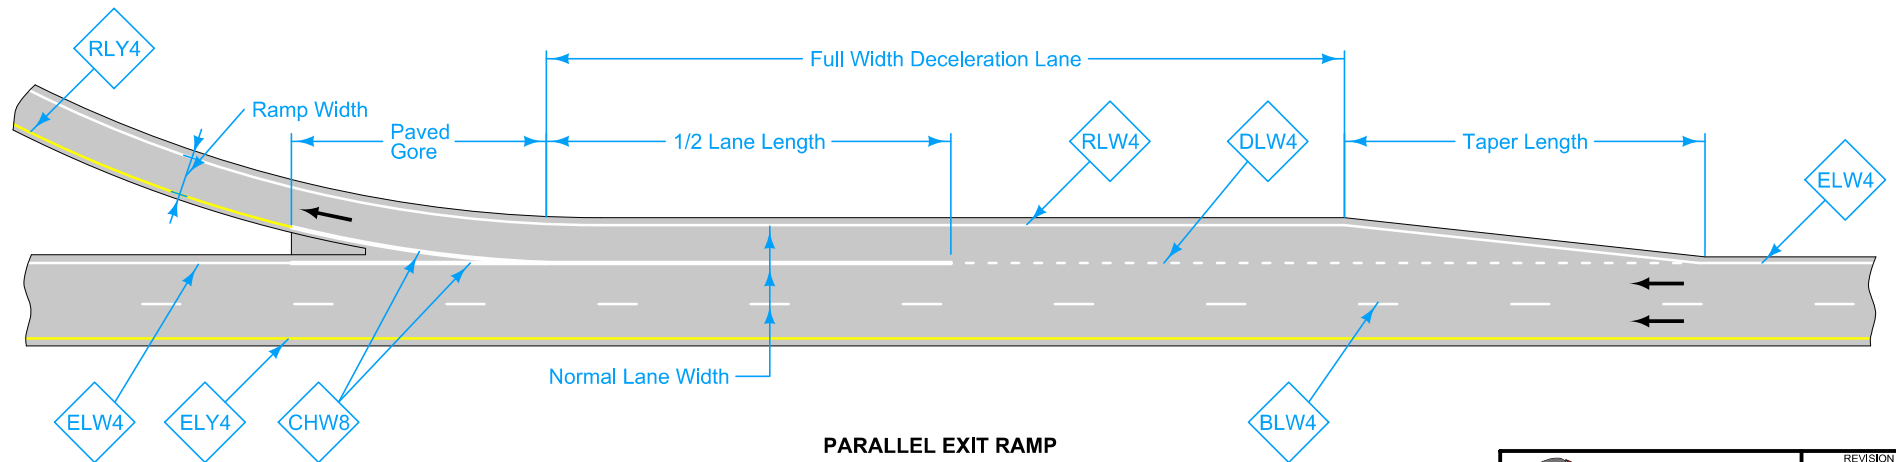 RLY4
Full Width Deceleration Lane
Ramp Width
Paved
Gore
1/2 Lane Length
RLW4
DLW4
Taper Length
ELW4
Normal Lane Width
ELW4
ELY4
CHW8
BLW4
PARALLEL EXIT RAMP
REVISION